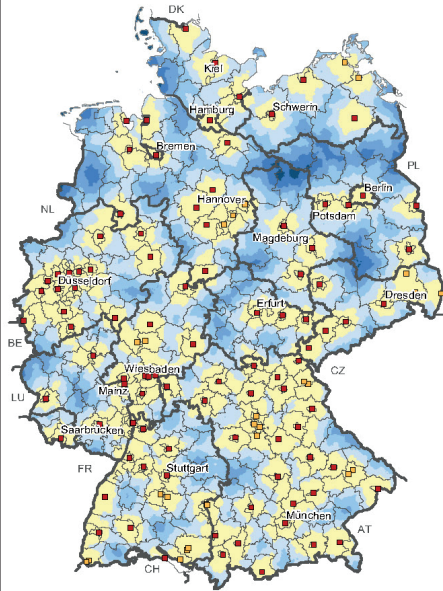 DK
Kiel
Hamburg
Schwerin
Bremen
PL
Berlin
Hannover
NL
Potsdam
Magdeburg
Düsseldorf
Dresden
Erfurt
BE
Wiesbaden
CZ
LU
Mainz
Saarbrücken
FR
Stuttgart
München
AT
CH